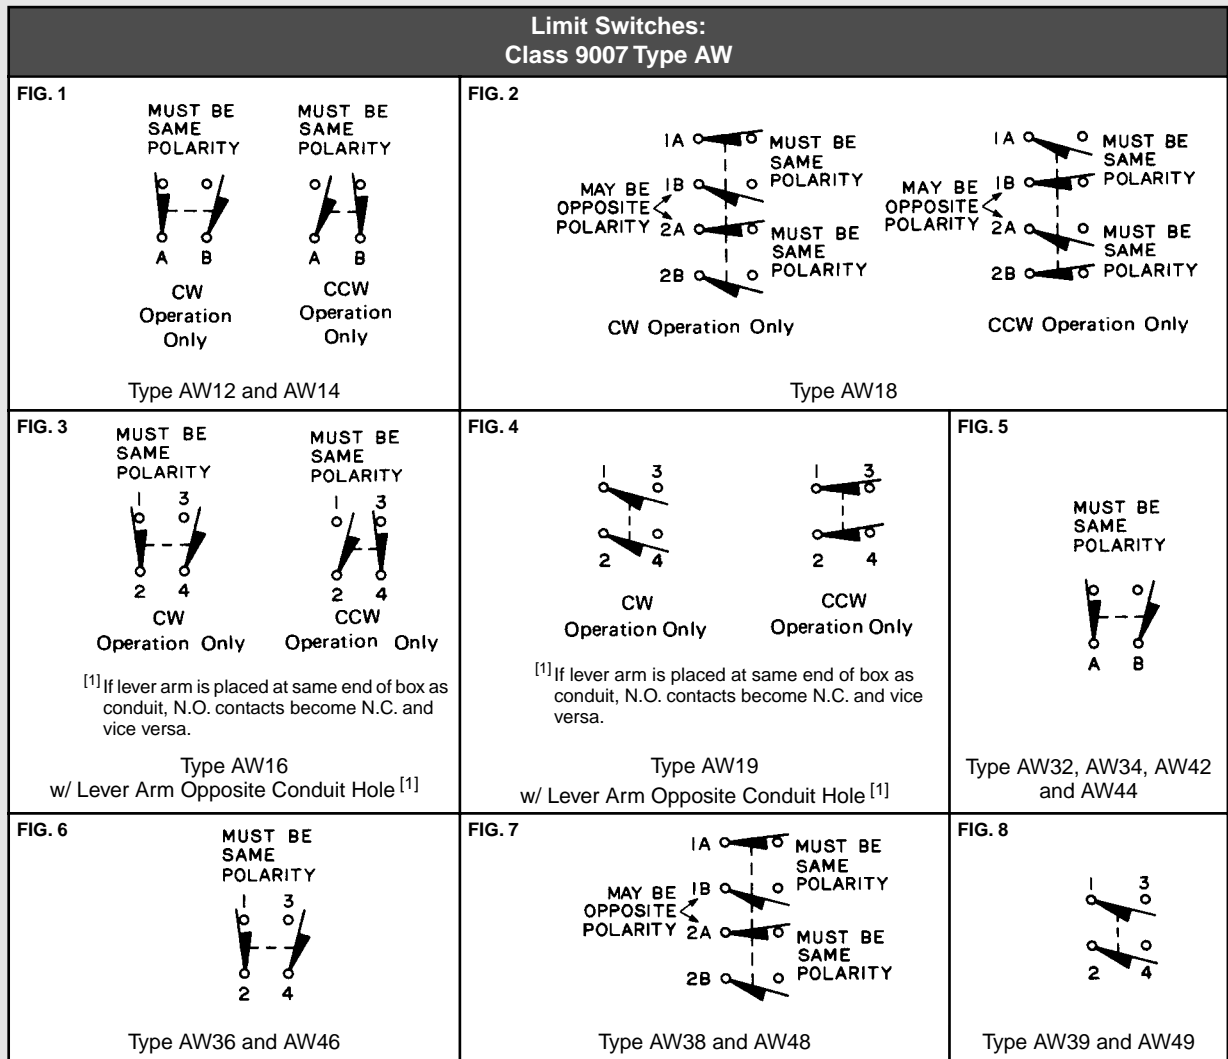 Limit Switches:
Class 9007 Type AW
FIG. 1
MUST BE
SAME
POLARITY
A B
CW
Operation
Only
MUST BE
SAME
POLARITY
A B
CCW
Operation
Only
Type AW12 and AW14
FIG. 2
1A
1B
2A
2B
MAY BE
OPPOSITE
POLARITY
MUST BE
SAME
POLARITY
MUST BE
SAME
POLARITY
CW Operation Only
1A
1B
2A
2B
MAY BE
OPPOSITE
POLARITY
MUST BE
SAME
POLARITY
MUST BE
SAME
POLARITY
CCW Operation Only
Type AW18
FIG. 3
MUST BE
SAME
POLARITY
1 3
2 4
CW
Operation Only
MUST BE
SAME
POLARITY
1 3
2 4
CCW
Operation Only
[1] If lever arm is placed at same end of box as
conduit, N.O. contacts become N.C. and
vice versa.
Type AW16
w/ Lever Arm Opposite Conduit Hole [1]
FIG. 4
1 3
2 4
CW
Operation Only
1 3
2 4
CCW
Operation Only
[1] If lever arm is placed at same end of box as
conduit, N.O. contacts become N.C. and vice
versa.
Type AW19
w/ Lever Arm Opposite Conduit Hole [1]
FIG. 5
MUST BE
SAME
POLARITY
A B
Type AW32, AW34, AW42
and AW44
FIG. 6
MUST BE
SAME
POLARITY
1 3
2 4
Type AW36 and AW46
FIG. 7
1A
1B
2A
2B
MAY BE
OPPOSITE
POLARITY
MUST BE
SAME
POLARITY
MUST BE
SAME
POLARITY
Type AW38 and AW48
FIG. 8
1 3
2 4
Type AW39 and AW49